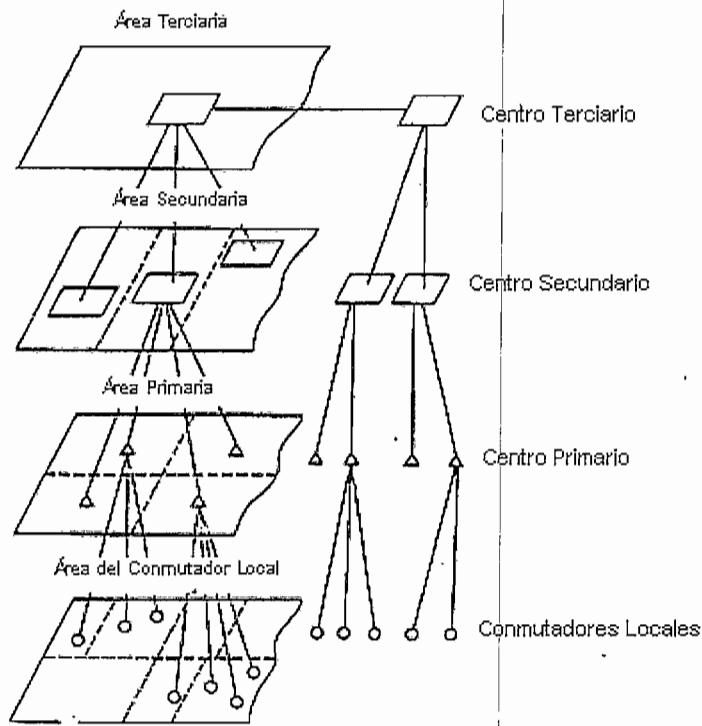 Área Terciaria
Centro Terciario
Área Secundaria
Centro Secundario
Área Primaria
Centro Primario
Área del Conmutador Local
Conmutadores Locales